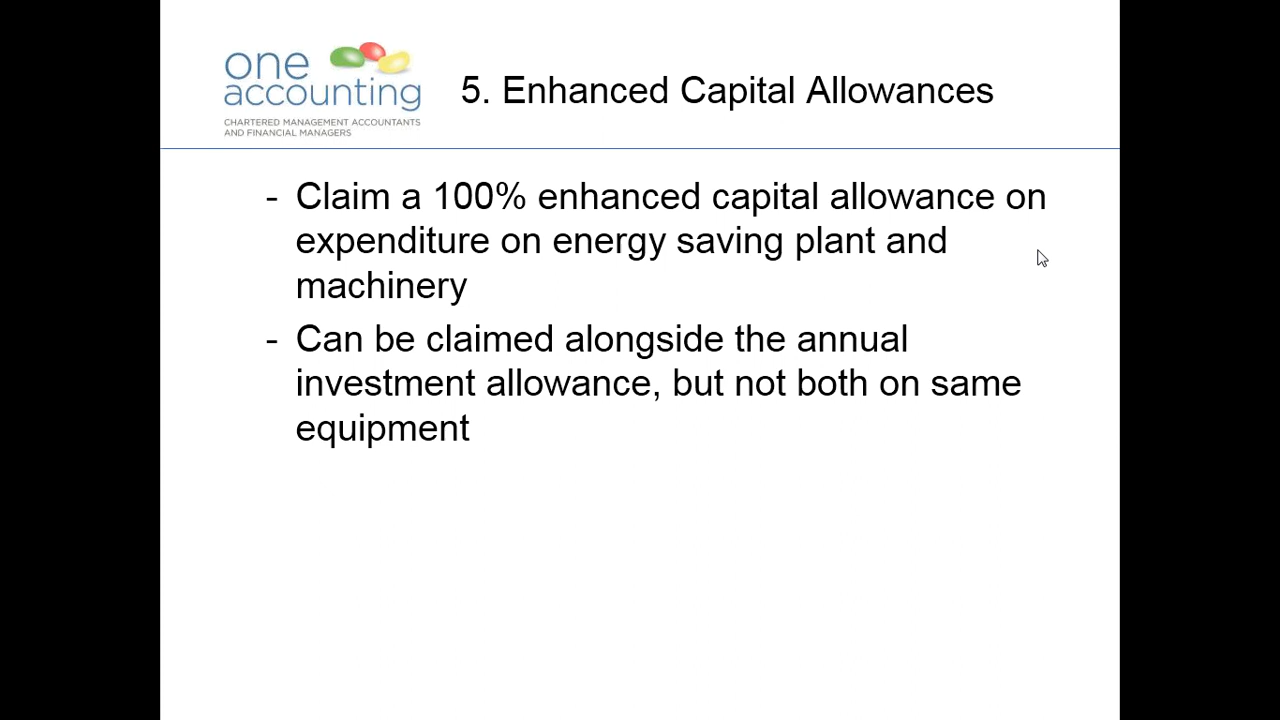 one
accounting
CHARTERED MANAGEMENT ACCOUNTANTS
AND FINANCIAL MANAGERS
5. Enhanced Capital Allowances
- Claim a 100% enhanced capital allowance on
expenditure on energy saving plant and
machinery
- Can be claimed alongside the annual
investment allowance, but not both on same
equipment